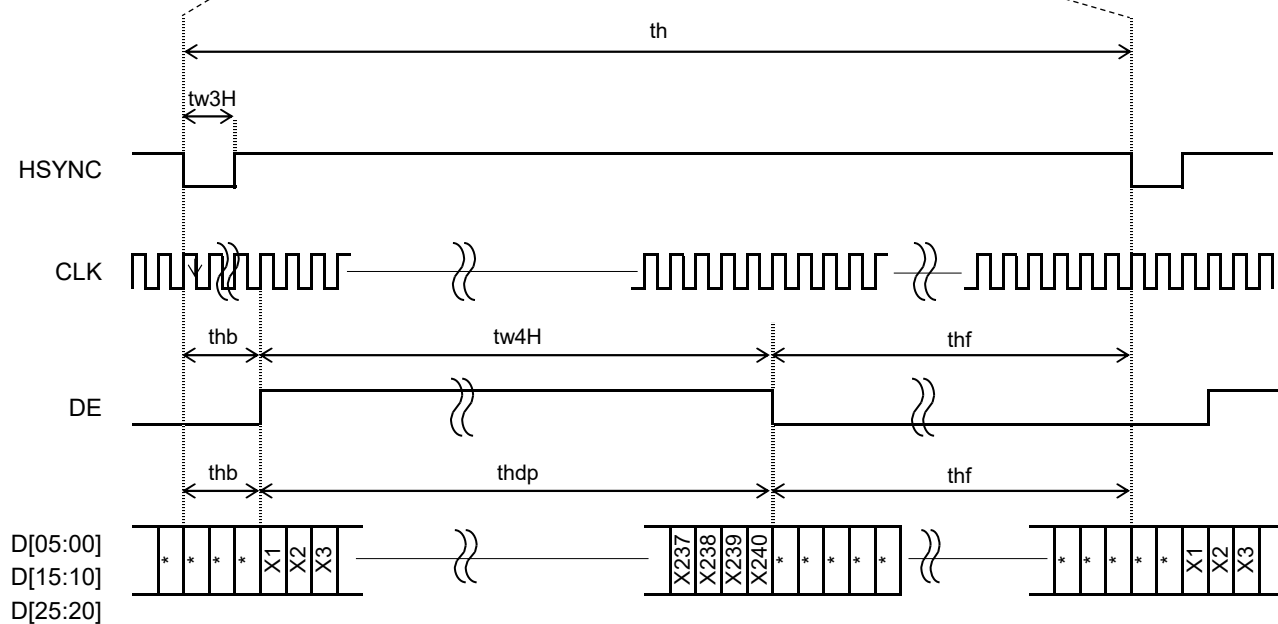 th
tw3H
HSYNC
CLK
thb tw4H thf
DE
thb thdp thf
D[05:00]
D[15:10]
D[25:20]
* * * * X1 X2 X3 X237 X238 X239 X240 * * * * * * * * * * X1 X2 X3